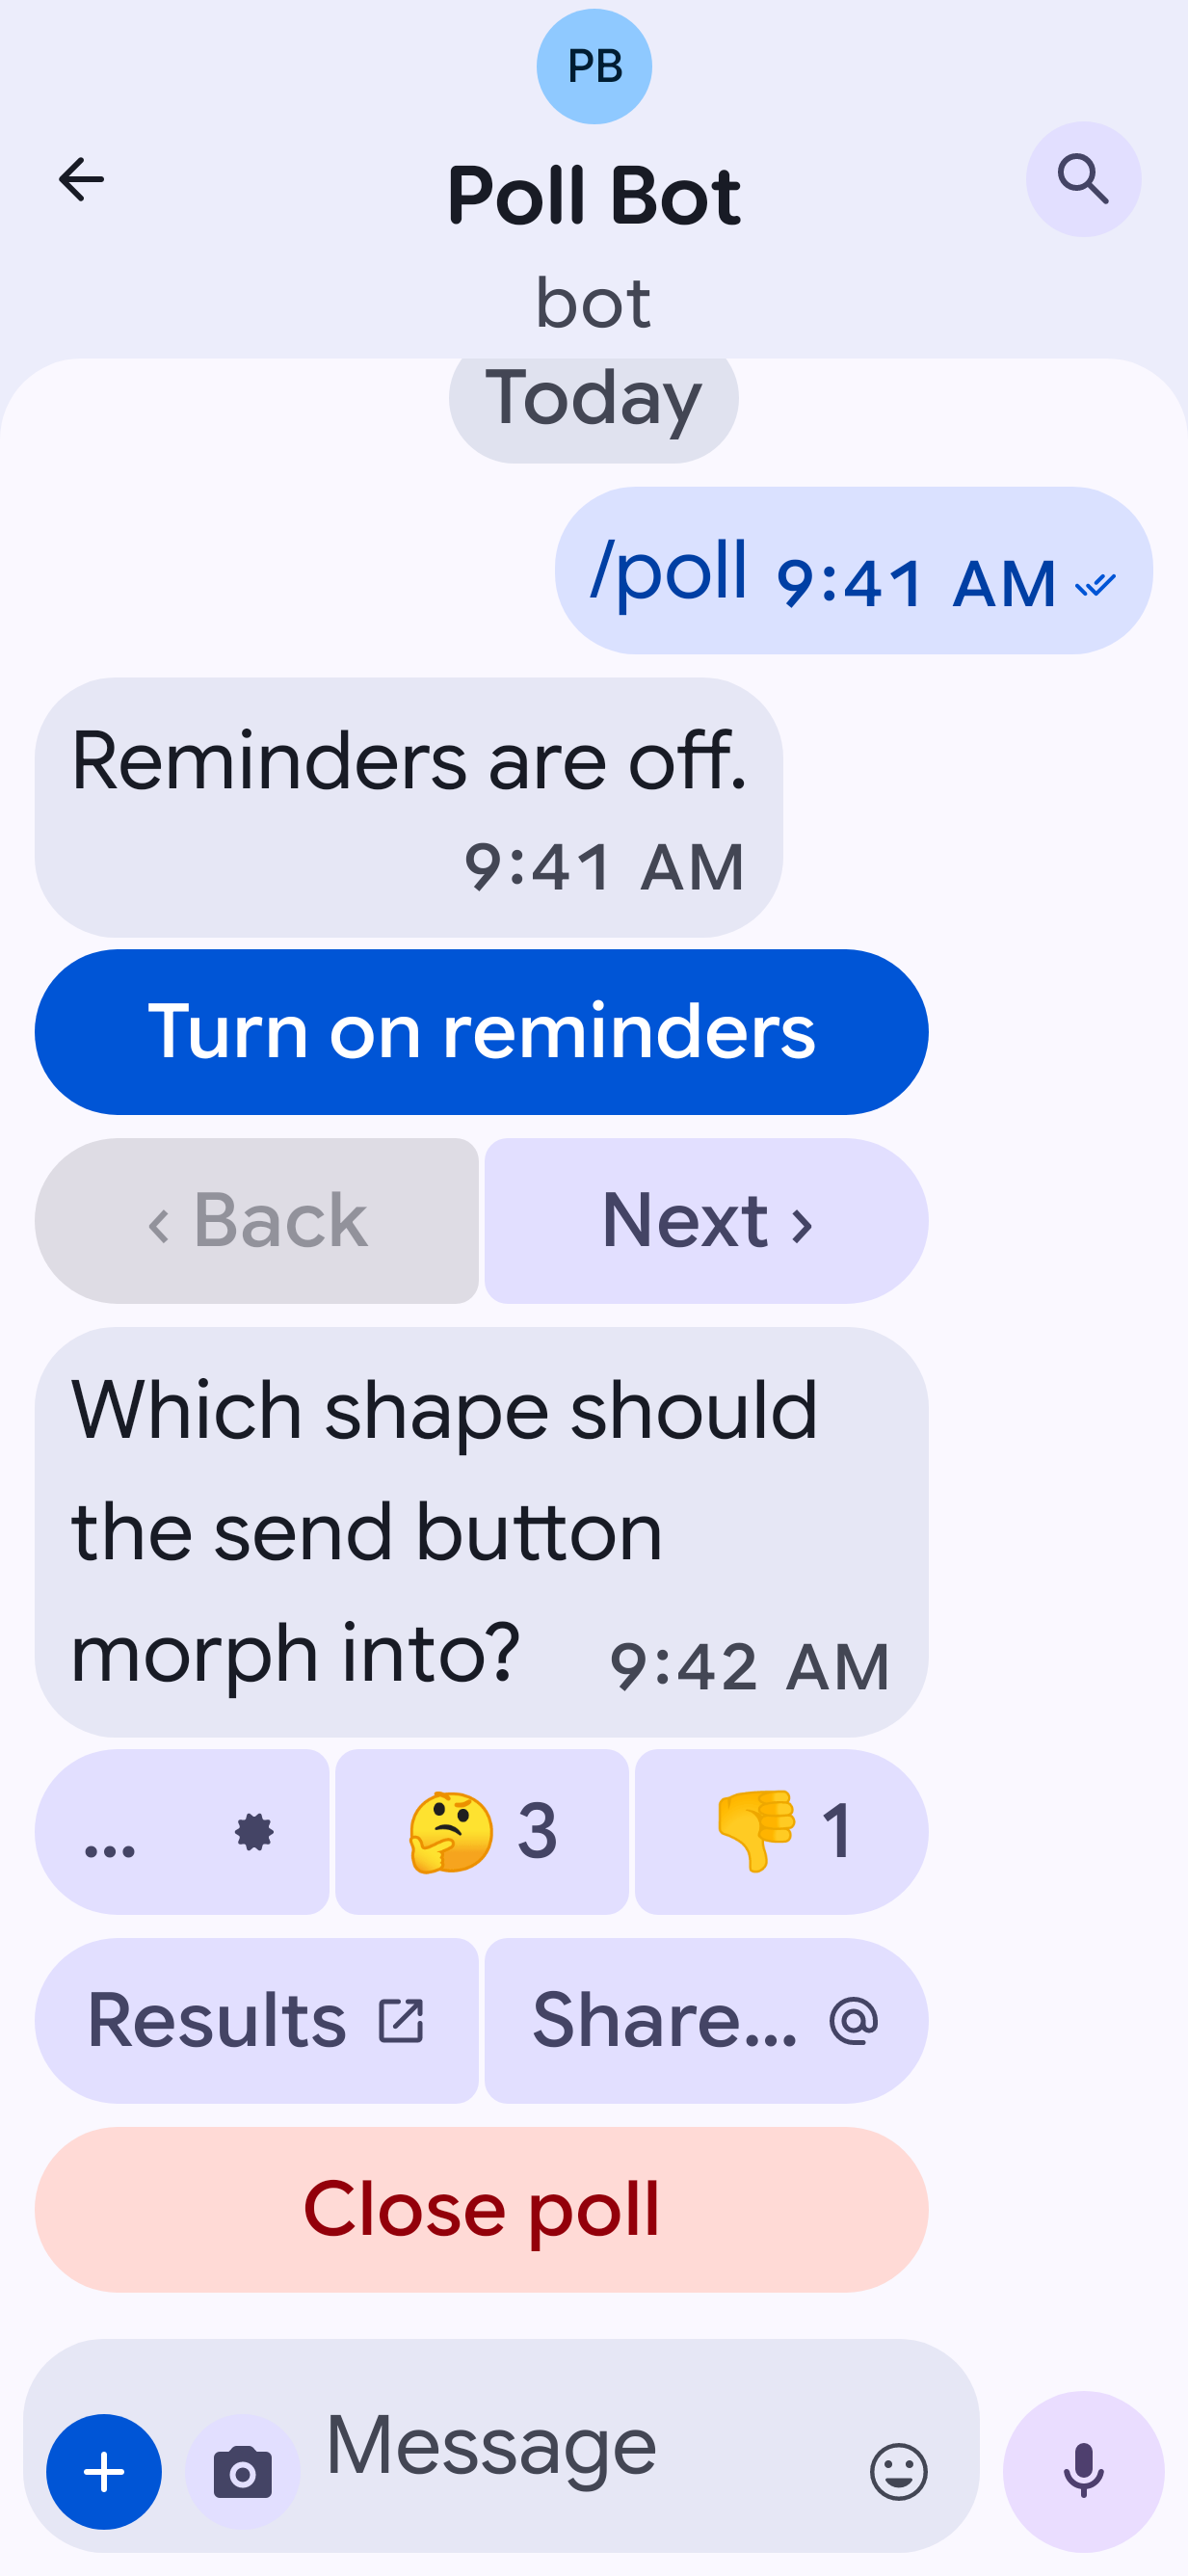 PB
Poll Bot
bot
Today
/poll 9:41 AM
Reminders are off.
9:41 AM
Turn on reminders
‹ Back
Next ›
Which shape should
the send button
morph into? 9:42 AM
...
🤔 3
👎 1
Results
Share...
Close poll
Message